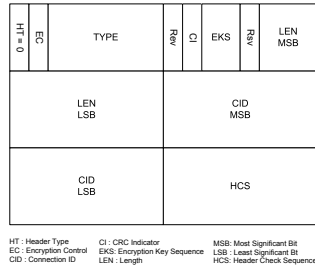 HT = 0
EC
TYPE
Rev
CI
EKS
Rsv
LEN
MSB
LEN
LSB
CID
MSB
CID
LSB
HCS
HT : Header Type
EC : Encryption Control
CID : Connection ID
CI : CRC Indicator
EKS: Encryption Key Sequence
LEN : Length
MSB: Most Significant Bit
LSB : Least Significant Bt
HCS: Header Check Sequence